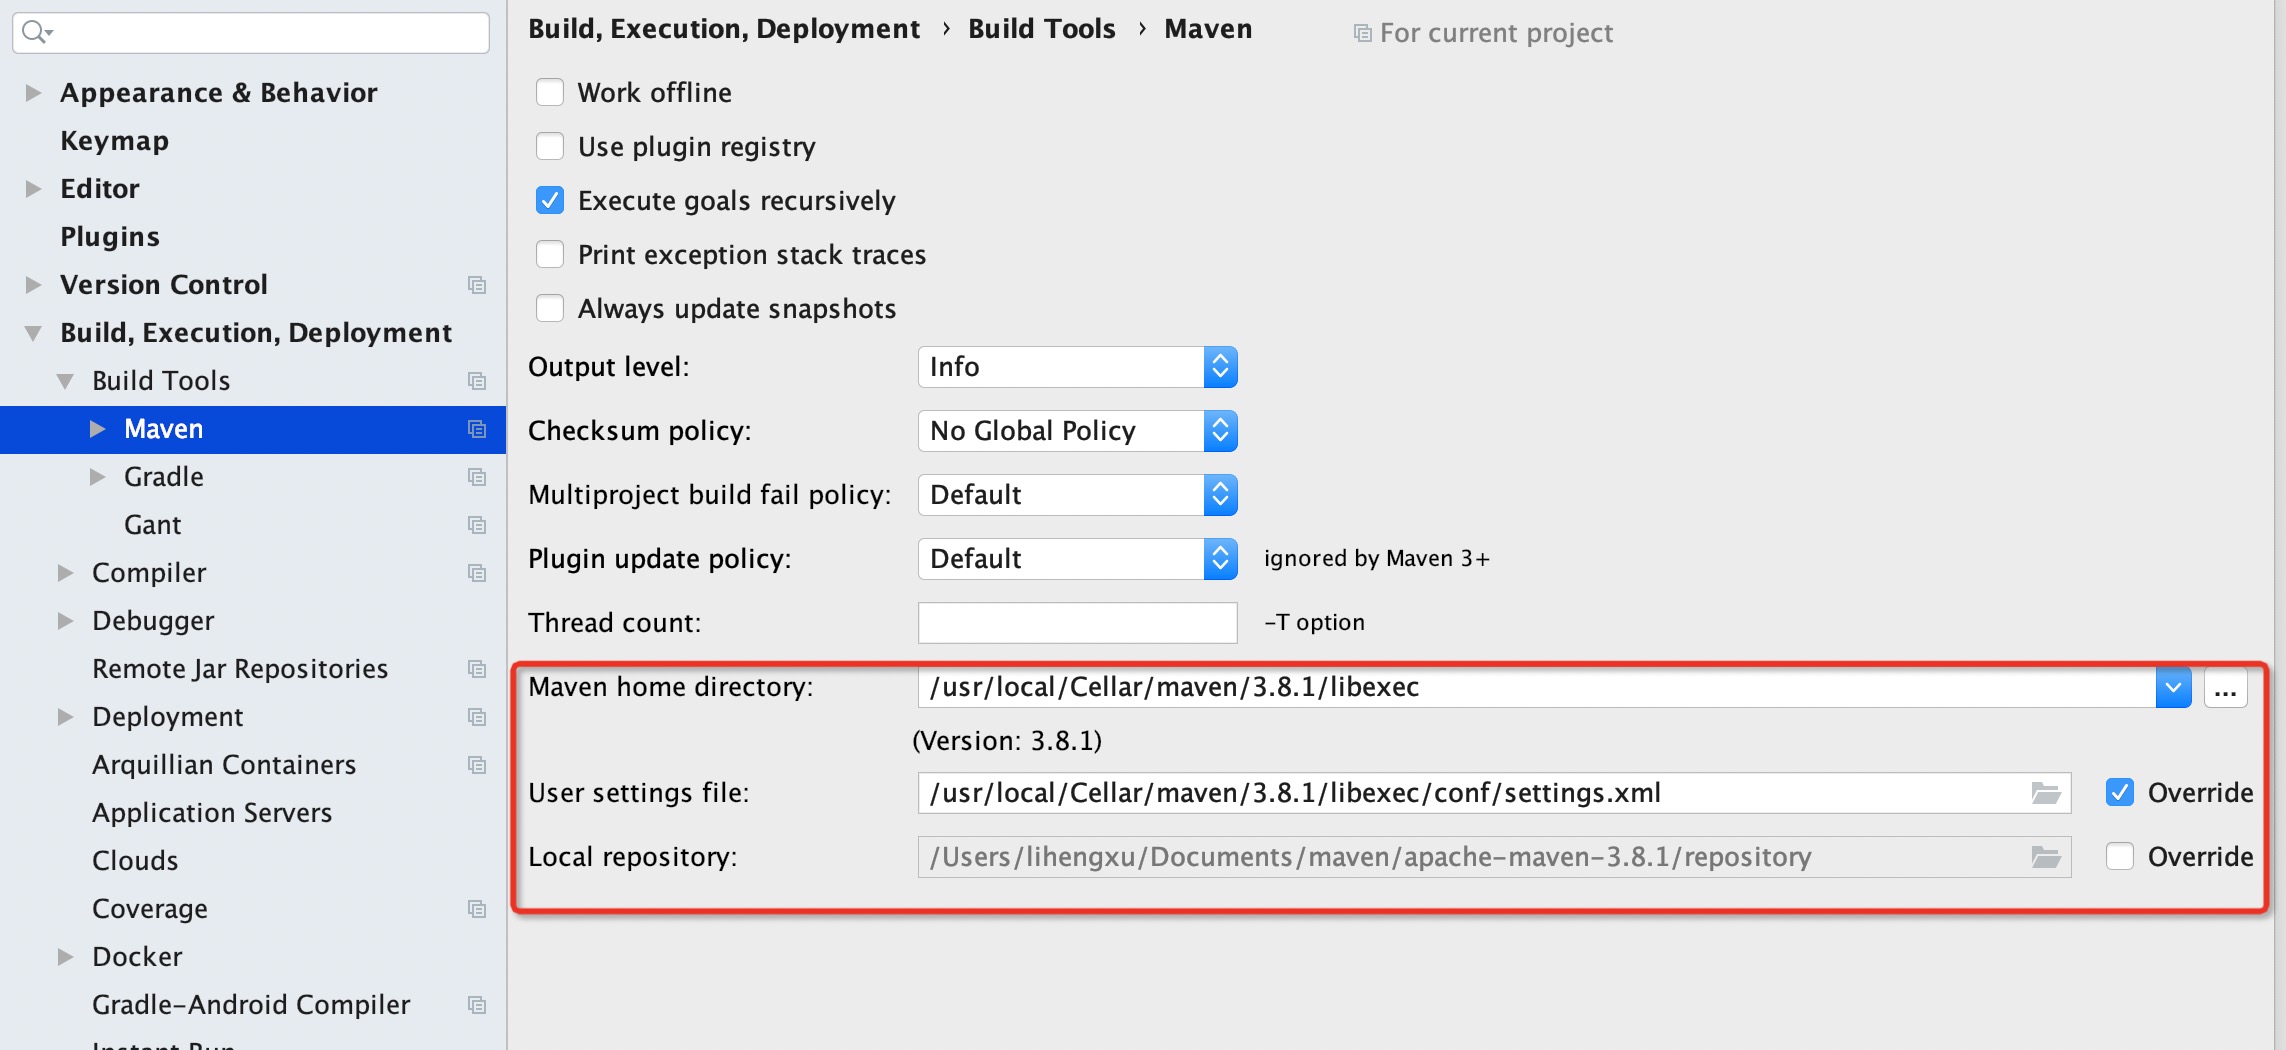 Appearance & Behavior
Keymap
Editor
Plugins
Version Control
Build, Execution, Deployment
Build Tools
Maven
Gradle
Gant
Compiler
Debugger
Remote Jar Repositories
Deployment
Arquillian Containers
Application Servers
Clouds
Coverage
Docker
Gradle-Android Compiler
Instant Run
Build, Execution, Deployment › Build Tools › Maven For current project
Work offline
Use plugin registry
Execute goals recursively
Print exception stack traces
Always update snapshots
Output level: Info
Checksum policy: No Global Policy
Multiproject build fail policy: Default
Plugin update policy: Default ignored by Maven 3+
Thread count: -T option
Maven home directory: /usr/local/Cellar/maven/3.8.1/libexec ...
(Version: 3.8.1)
User settings file: /usr/local/Cellar/maven/3.8.1/libexec/conf/settings.xml Override
Local repository: /Users/lihengxu/Documents/maven/apache-maven-3.8.1/repository Override